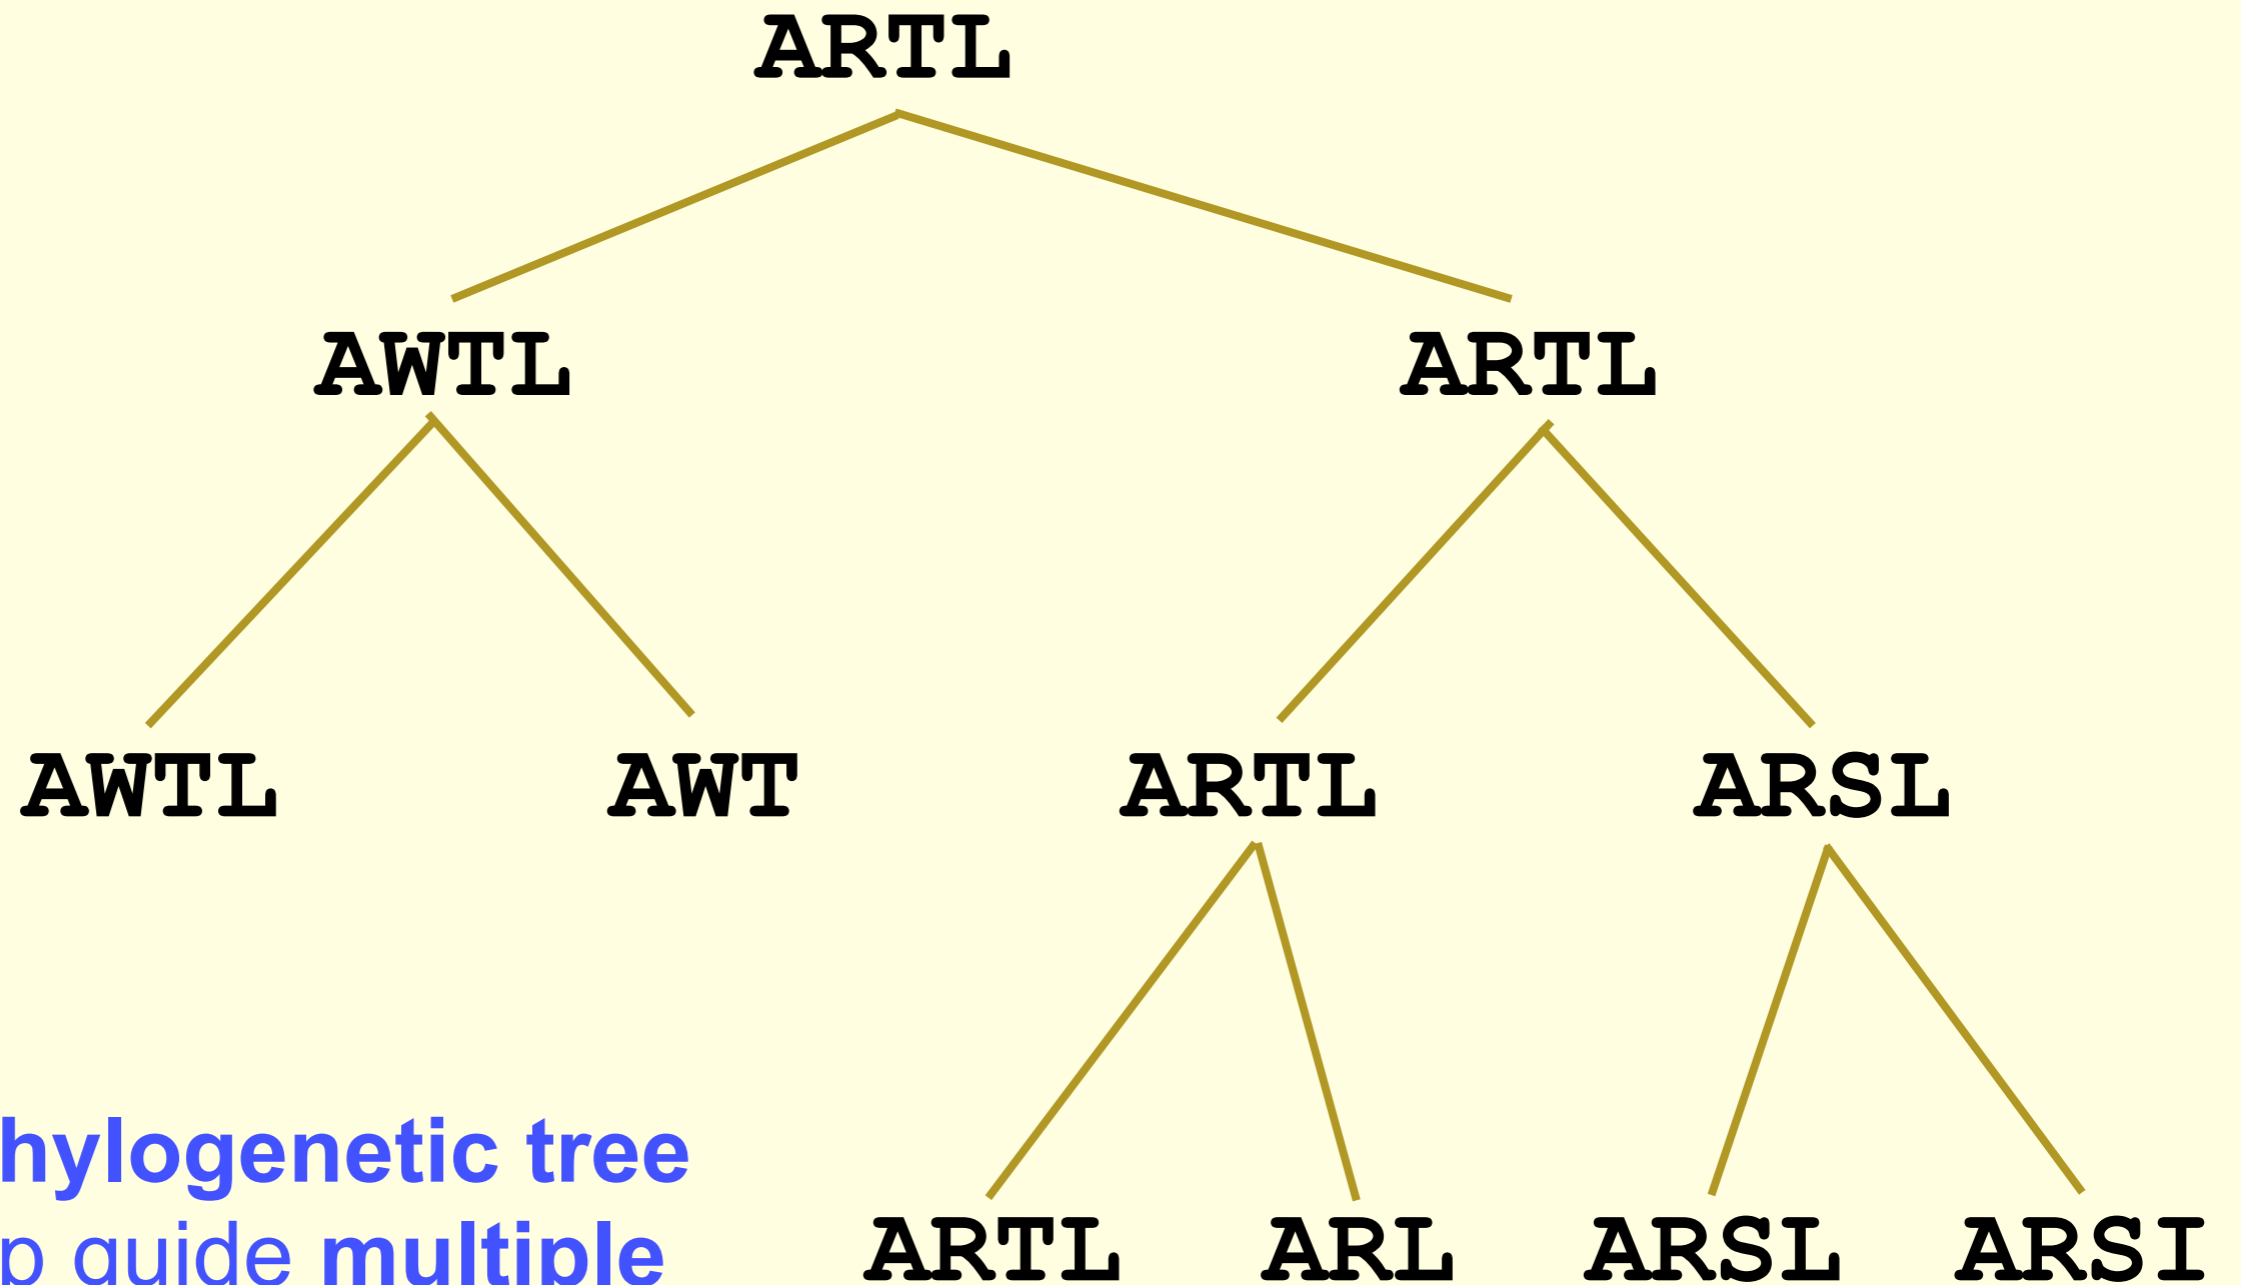 ARTL
AWTL ARTL
AWTL AWT ARTL ARSL
hylogenetic tree
p guide multiple
ARTL ARL ARSL ARSI